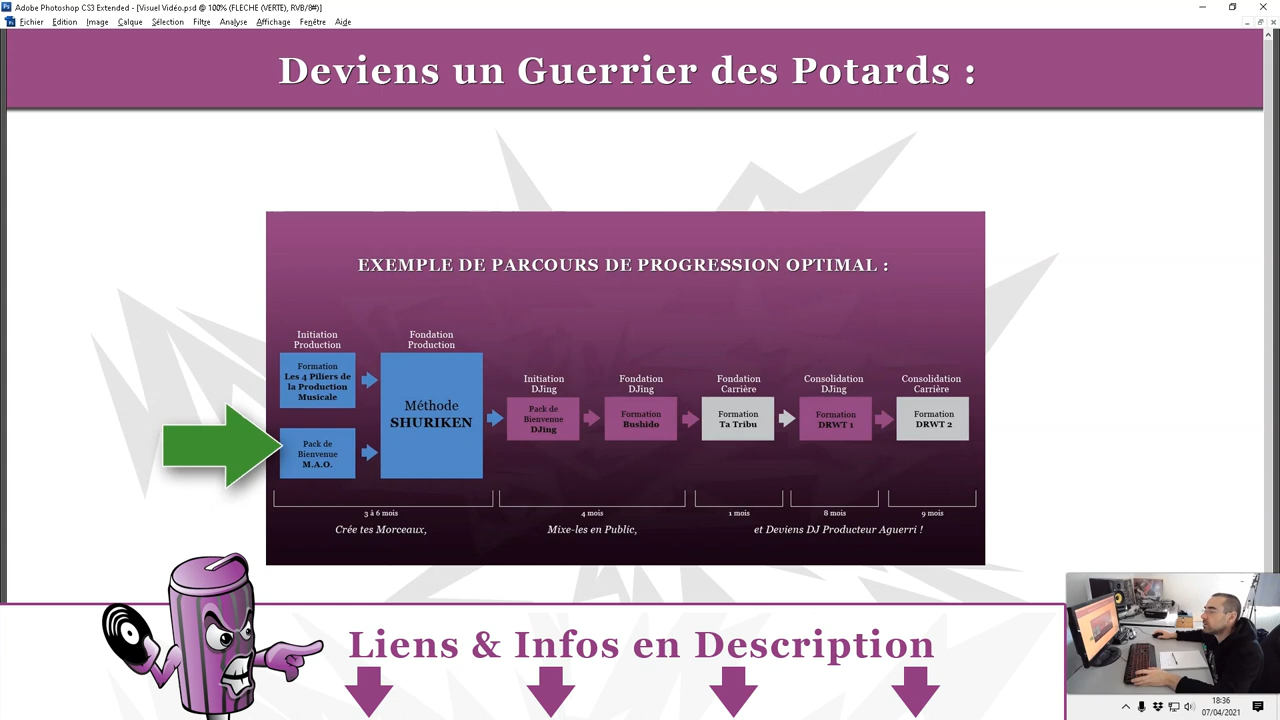 Adobe Photoshop CS3 Extended - [Visuel Vidéo.psd @ 100% (FLECHE (VERTE), RVB/8#)]
Fichier Edition Image Calque Sélection Filtre Analyse Affichage Fenêtre Aide
Deviens un Guerrier des Potards :
EXEMPLE DE PARCOURS DE PROGRESSION OPTIMAL :
Initiation
Production
Formation
Les 4 Piliers de
la Production
Musicale
Pack de
Bienvenue
M.A.O.
Fondation
Production
Méthode
SHURIKEN
Initiation
DJing
Pack de
Bienvenue
DJing
Fondation
DJing
Formation
Bushido
Fondation
Carrière
Formation
Ta Tribu
Consolidation
DJing
Formation
DRWT 1
Consolidation
Carrière
Formation
DRWT 2
3 à 6 mois
4 mois
1 mois
8 mois
9 mois
Crée tes Morceaux,
Mixe-les en Public,
et Deviens DJ Producteur Aguerri !
Liens & Infos en Description
18:36
07/04/2021